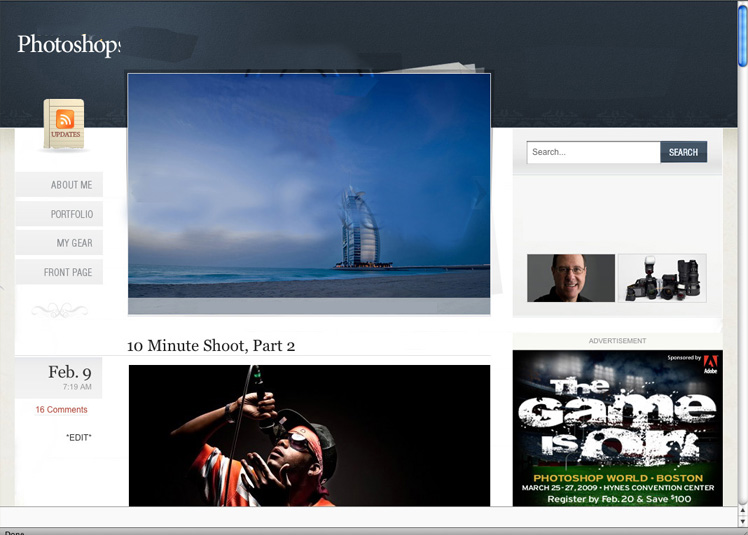 Photoshops
UPDATES
ABOUT ME
PORTFOLIO
MY GEAR
FRONT PAGE
Search...
SEARCH
10 Minute Shoot, Part 2
Feb. 9
7:19 AM
16 Comments
*EDIT*
ADVERTISEMENT
Sponsored by
Adobe
The
Game
is on
PHOTOSHOP WORLD • BOSTON
MARCH 25-27, 2009 • HYNES CONVENTION CENTER
Register by Feb. 20 & Save $100
Done